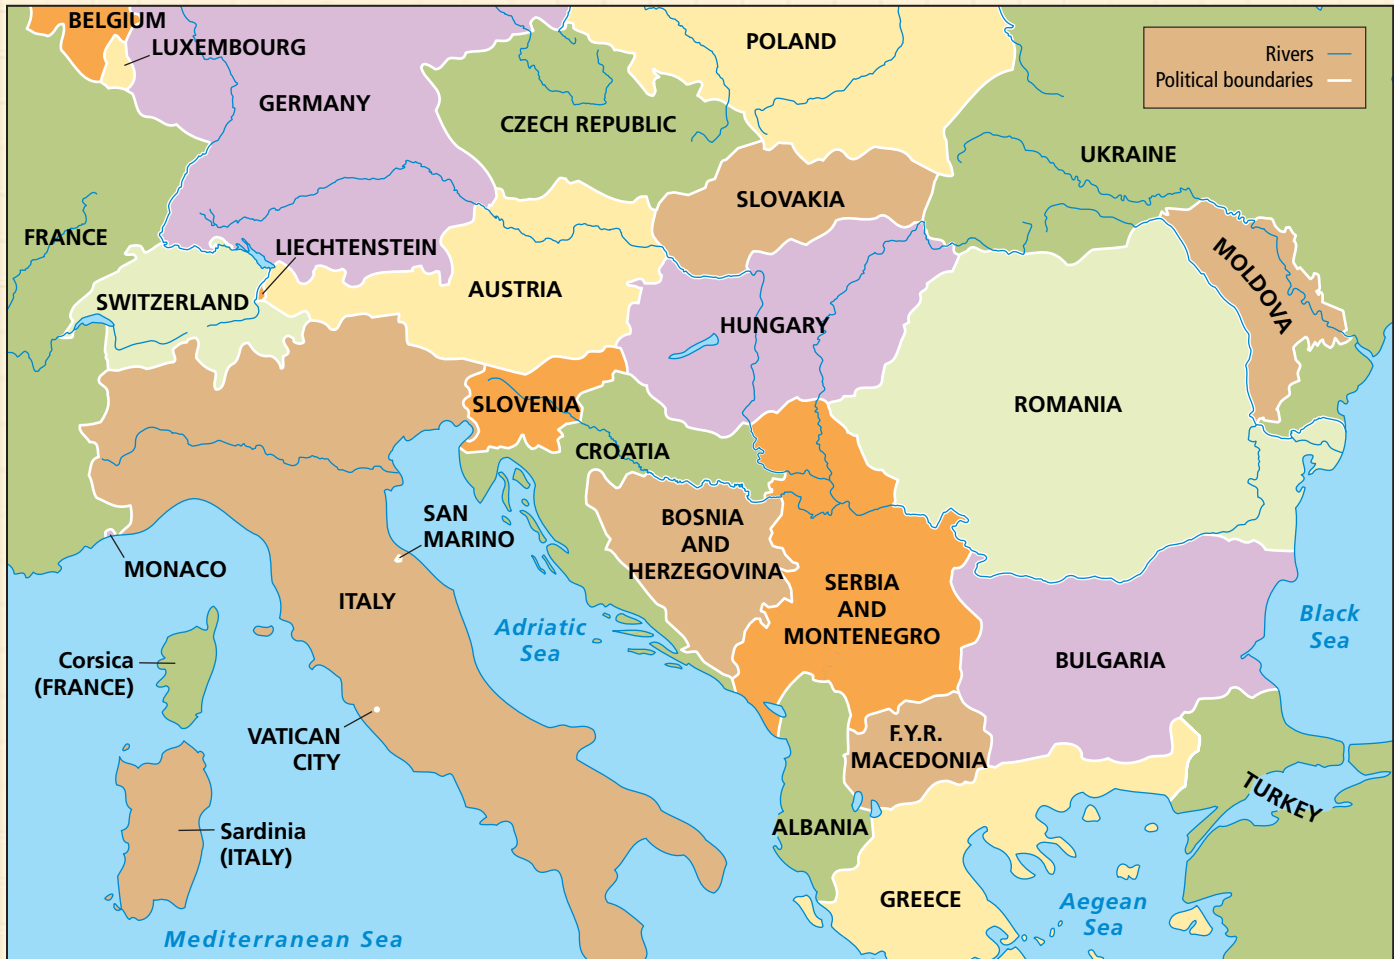 BELGIUM
LUXEMBOURG
POLAND
Rivers
Political boundaries
GERMANY
CZECH REPUBLIC
UKRAINE
SLOVAKIA
FRANCE
LIECHTENSTEIN
MOLDOVA
SWITZERLAND
AUSTRIA
HUNGARY
SLOVENIA
ROMANIA
CROATIA
SAN
MARINO
BOSNIA
AND
HERZEGOVINA
MONACO
ITALY
SERBIA
AND
MONTENEGRO
Adriatic
Sea
Black
Sea
Corsica
(FRANCE)
BULGARIA
VATICAN
CITY
F.Y.R.
MACEDONIA
TURKEY
Sardinia
(ITALY)
ALBANIA
GREECE
Aegean
Sea
Mediterranean Sea